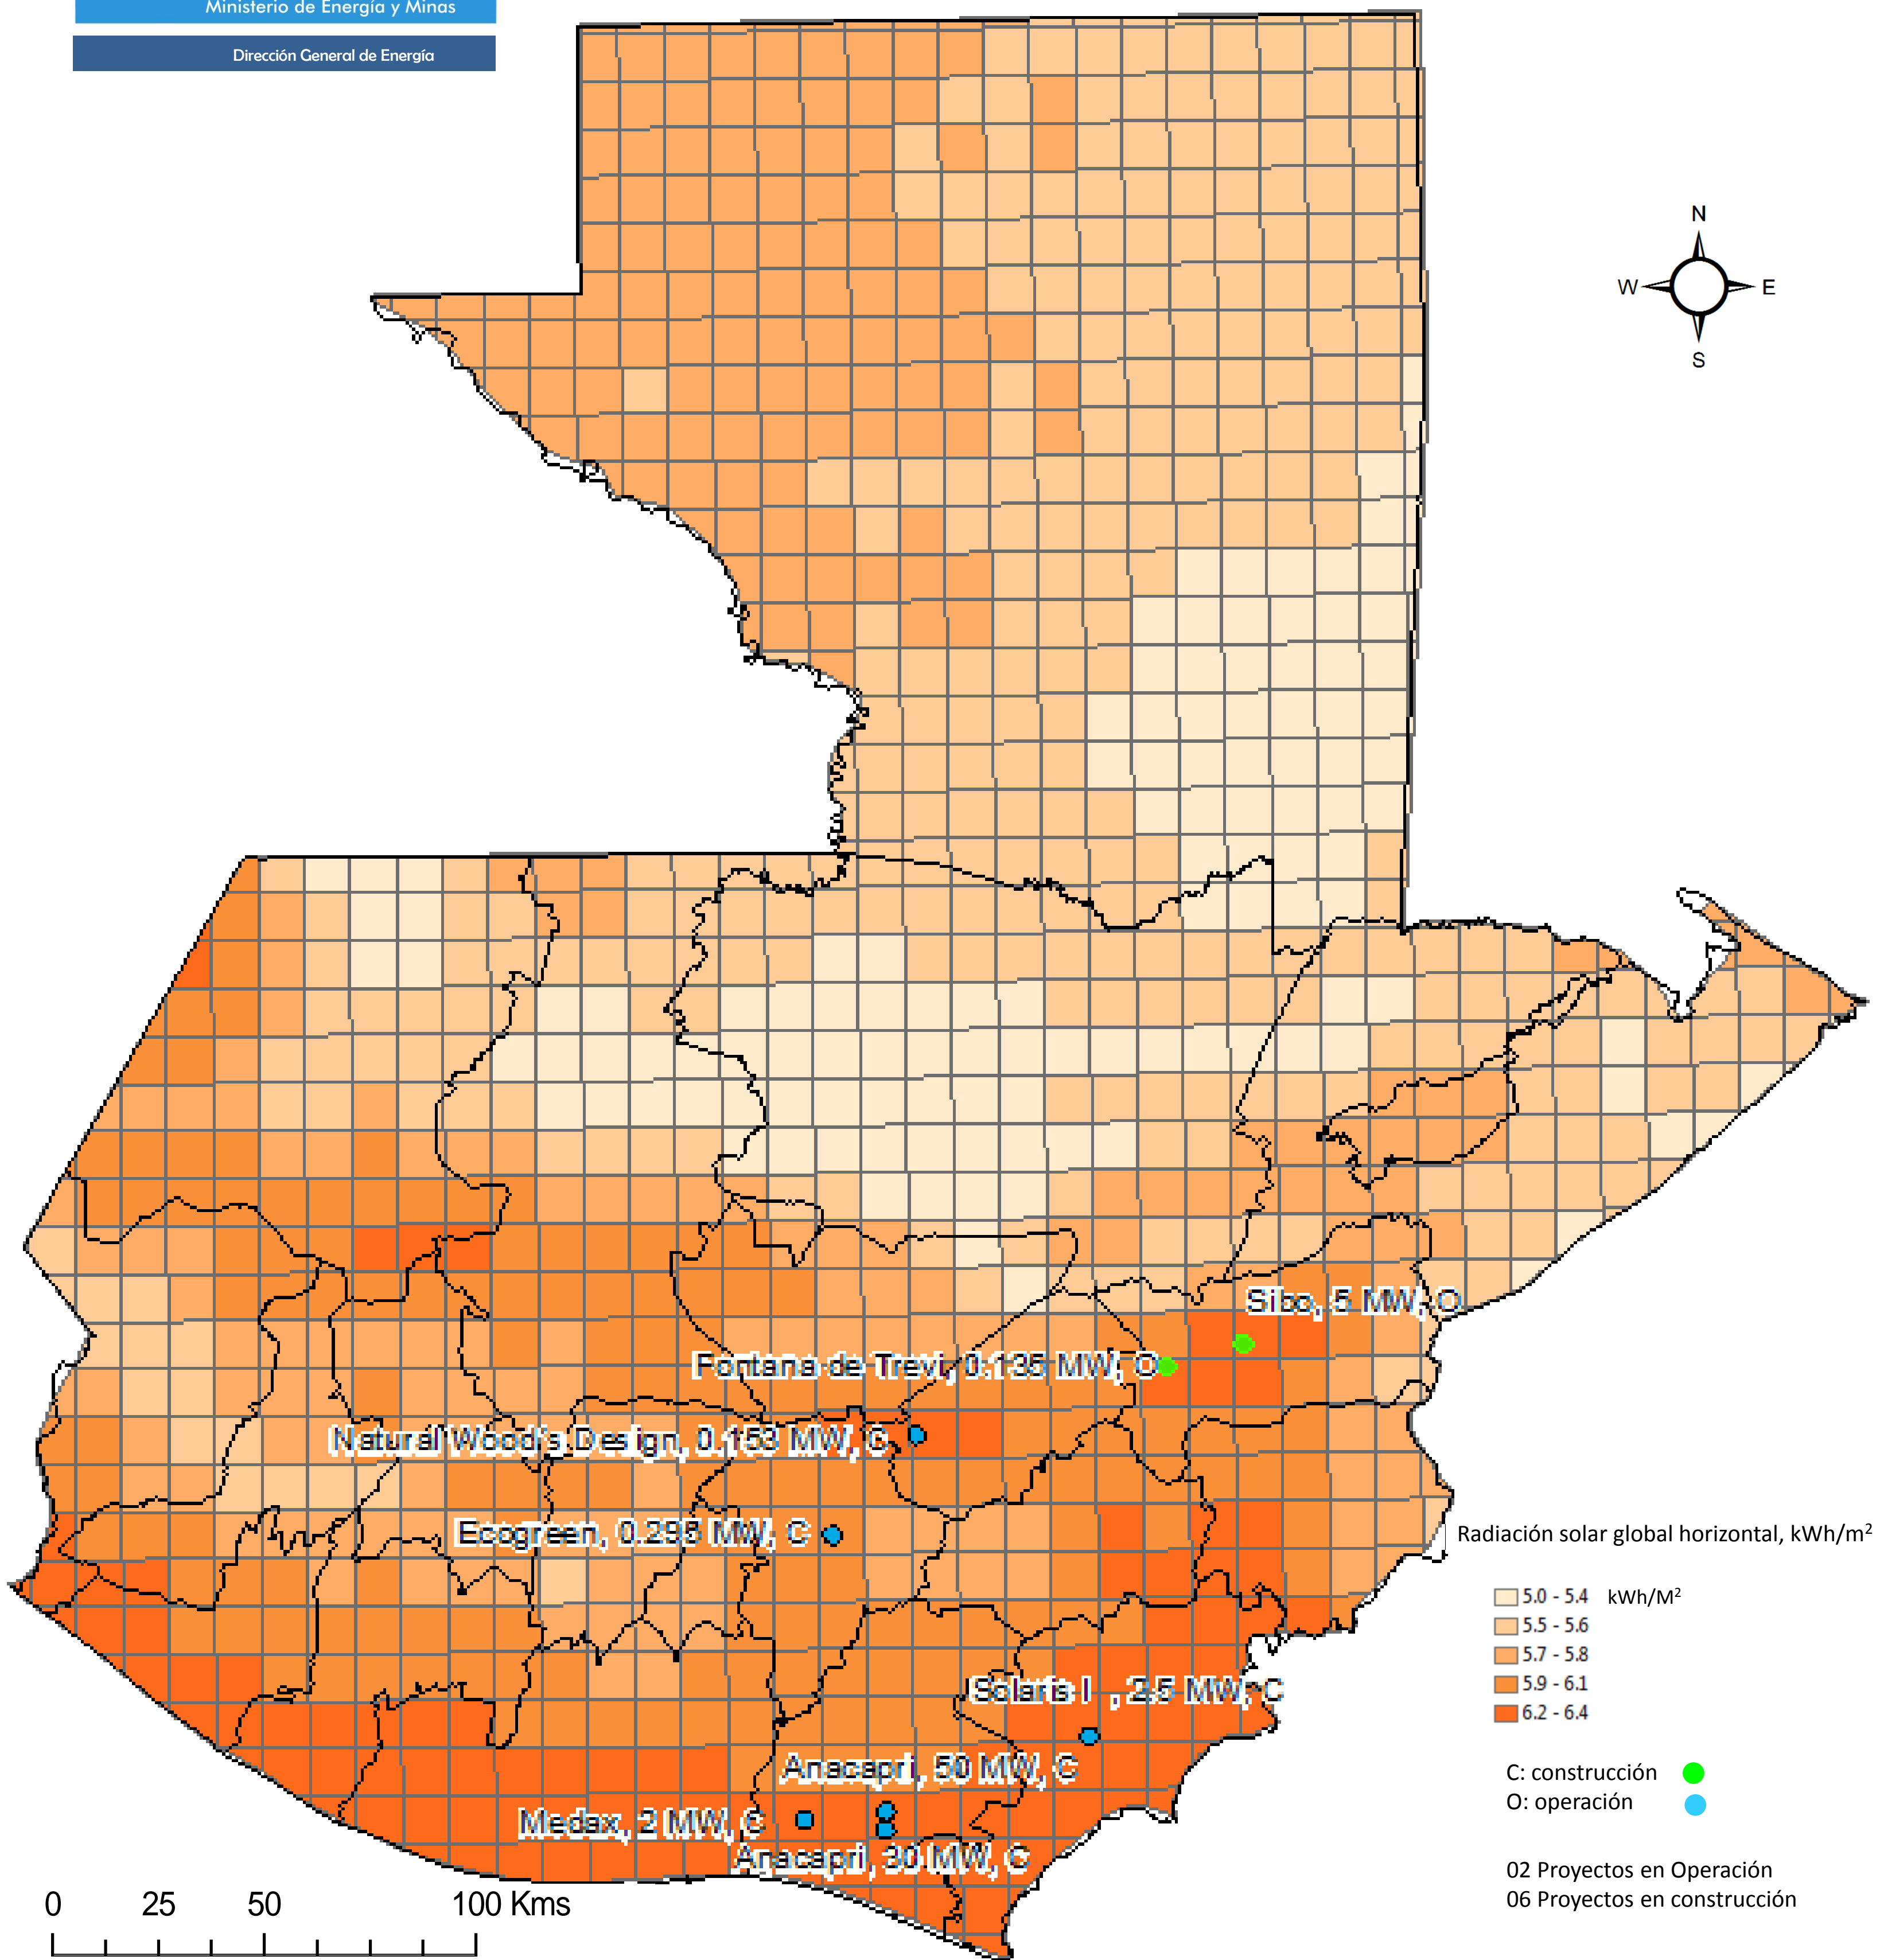 Ministerio de Energía y Minas
Dirección General de Energía
N
W
E
S
Sibo, 5 MW, O
Fontana de Trevi, 0.135 MW, O
Natural Wood's Design, 0.153 MW, C
Ecogreen, 0.298 MW, C
Solaris I , 2.5 MW, C
Anacapri, 50 MW, C
Medax, 2 MW, C
Anacapri, 30 MW, C
Radiación solar global horizontal, kWh/m²
5.0 - 5.4 kWh/M²
5.5 - 5.6
5.7 - 5.8
5.9 - 6.1
6.2 - 6.4
C: construcción
O: operación
02 Proyectos en Operación
06 Proyectos en construcción
0 25 50 100 Kms